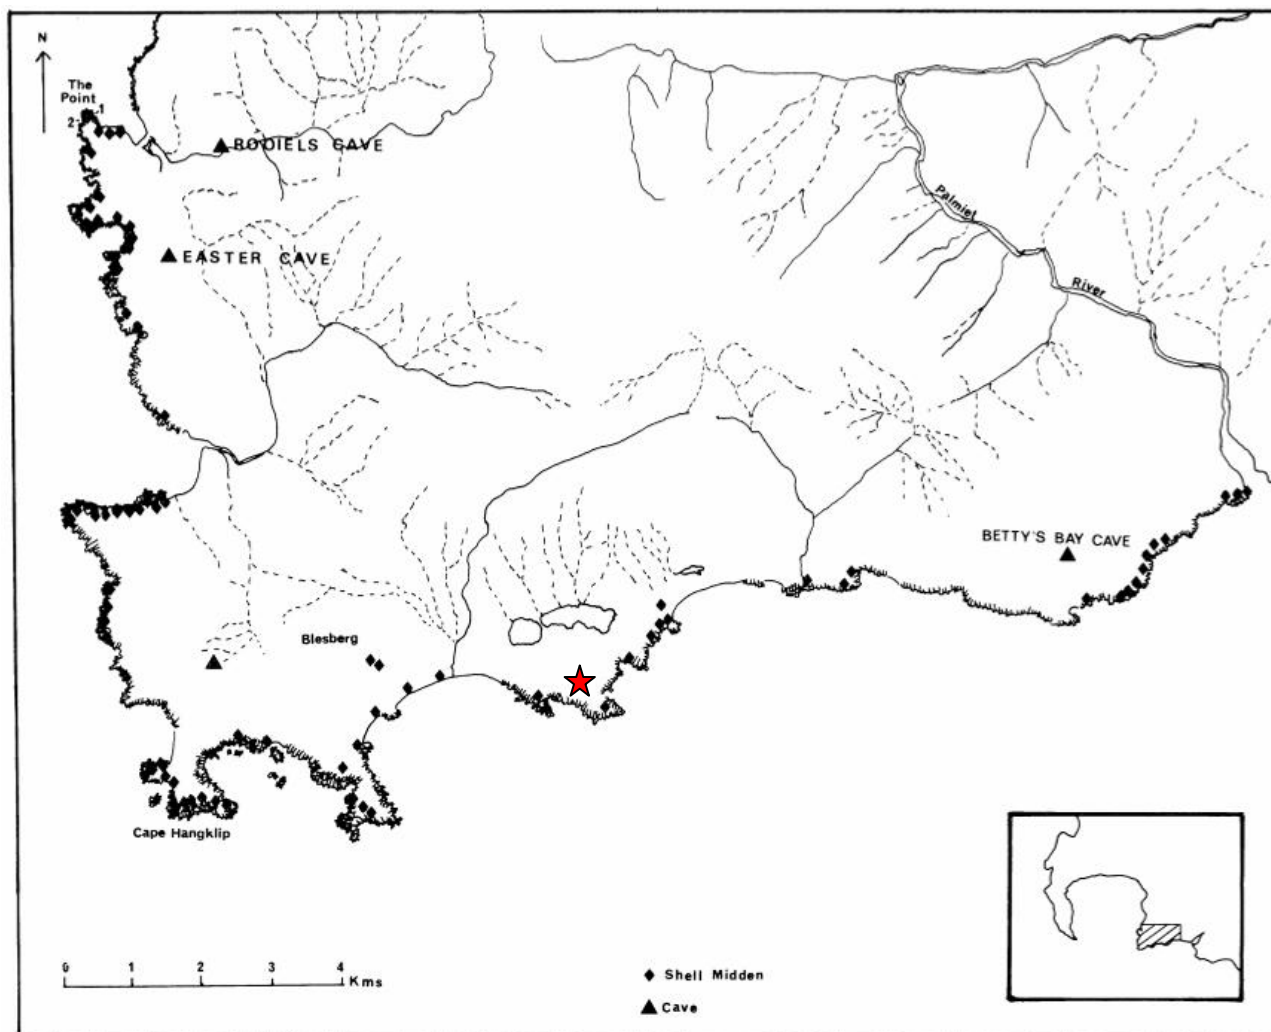 N
The
Point
1
2
ROOIELS CAVE
Palmiet
EASTER CAVE
River
BETTY'S BAY CAVE
Blesberg
Cape Hangklip
0 1 2 3 4
Kms
Shell Midden
Cave